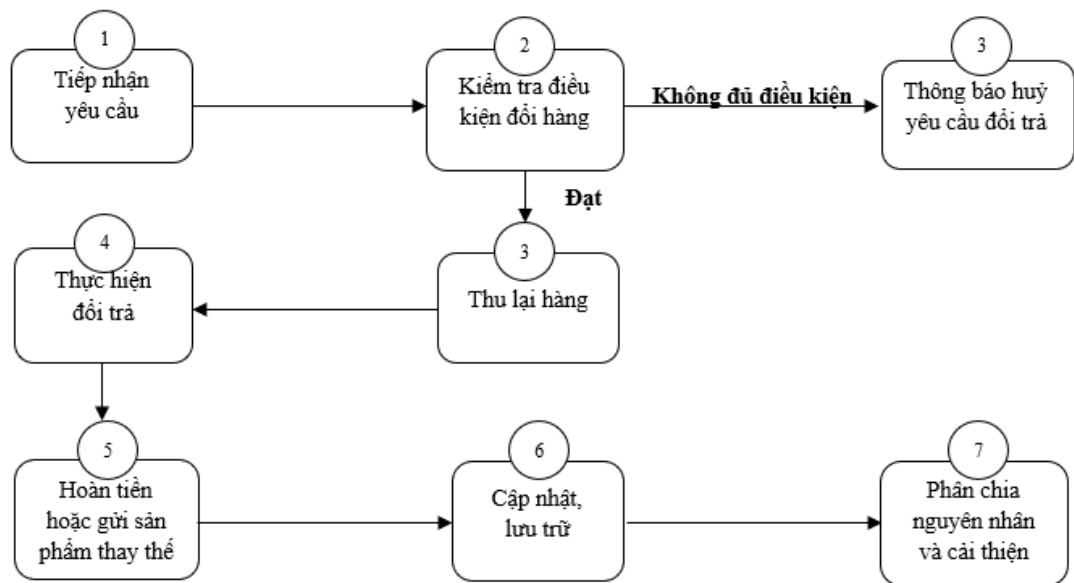 1
Tiếp nhận
yêu cầu
2
Kiểm tra điều
kiện đổi hàng
Không đủ điều kiện
3
Thông báo huỷ
yêu cầu đổi trả
Đạt
4
Thực hiện
đổi trả
3
Thu lại hàng
5
Hoàn tiền
hoặc gửi sản
phẩm thay thế
6
Cập nhật,
lưu trữ
7
Phân chia
nguyên nhân
và cải thiện